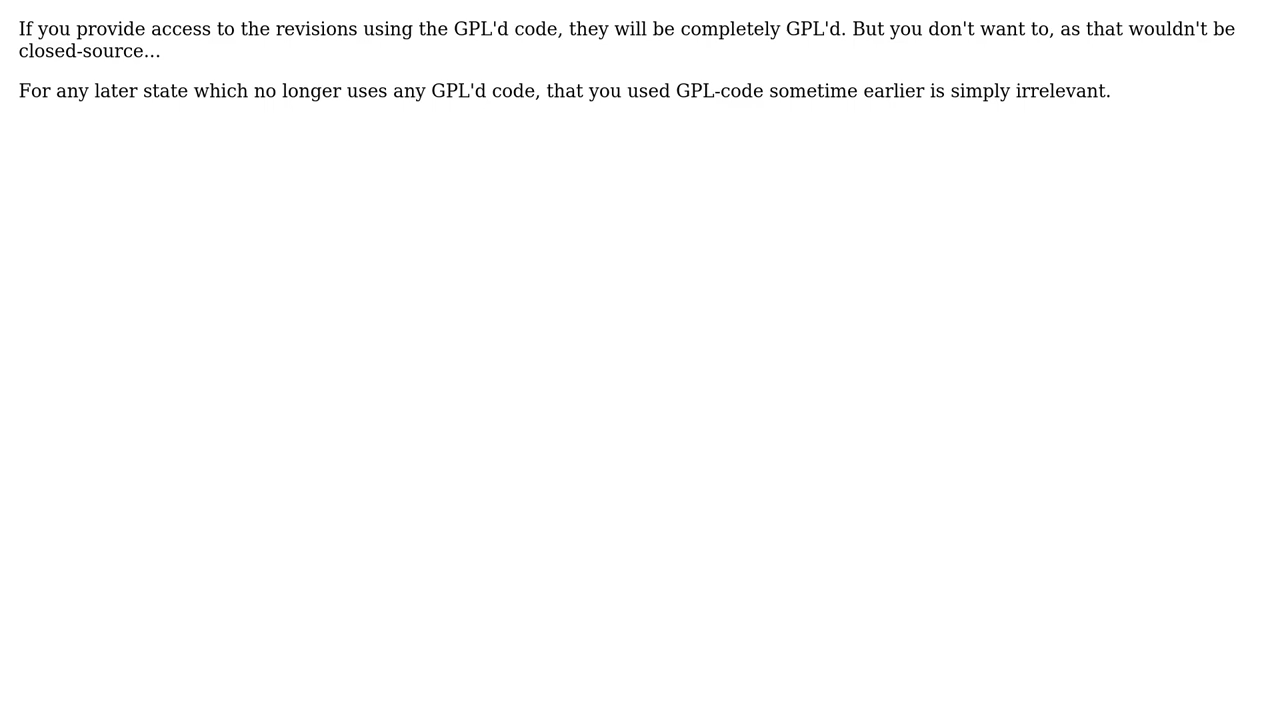 If you provide access to the revisions using the GPL'd code, they will be completely GPL'd. But you don't want to, as that wouldn't be
closed-source...
For any later state which no longer uses any GPL'd code, that you used GPL-code sometime earlier is simply irrelevant.